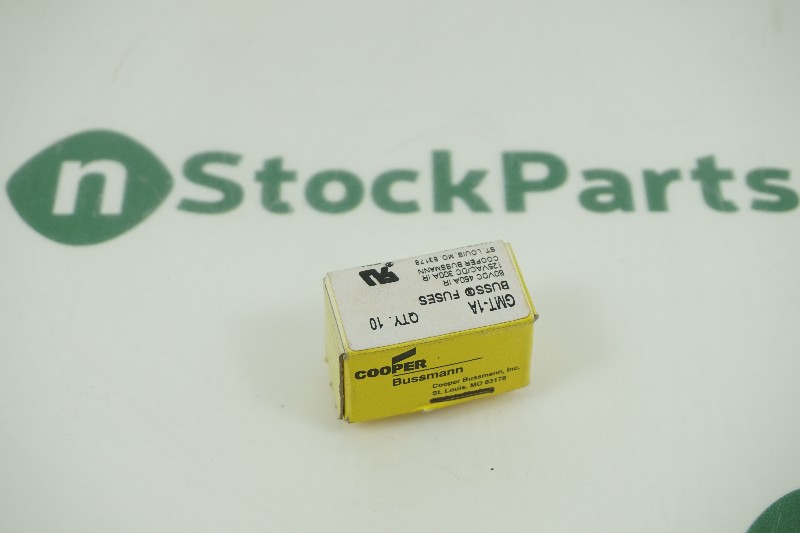 n StockParts
GMT-1A
BUSS® FUSES
QTY. 10
60VDC 450A IR
125VAC/DC 300A IR
COOPER BUSSMANN
ST. LOUIS, MO. 63178
COOPER
Bussmann
Cooper Bussmann, Inc.
St. Louis, MO 63178